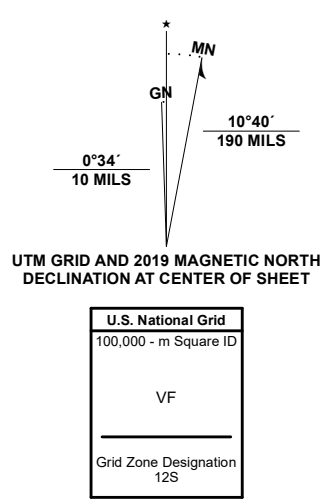 ★
MN
GN
10°40´
190 MILS
0°34´
10 MILS
UTM GRID AND 2019 MAGNETIC NORTH
DECLINATION AT CENTER OF SHEET
U.S. National Grid
100,000 - m Square ID
VF
Grid Zone Designation
12S